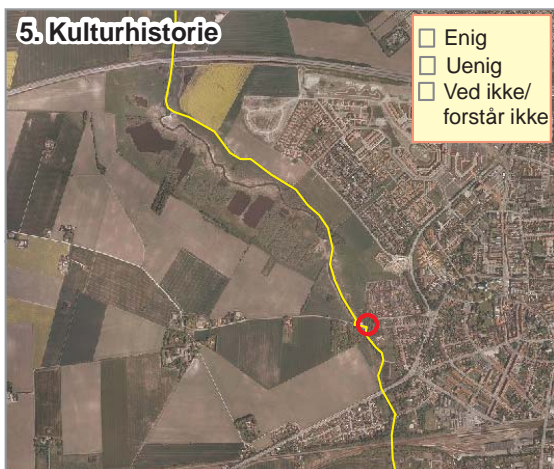 5. Kulturhistorie
Enig
Uenig
Ved ikke/
forstår ikke